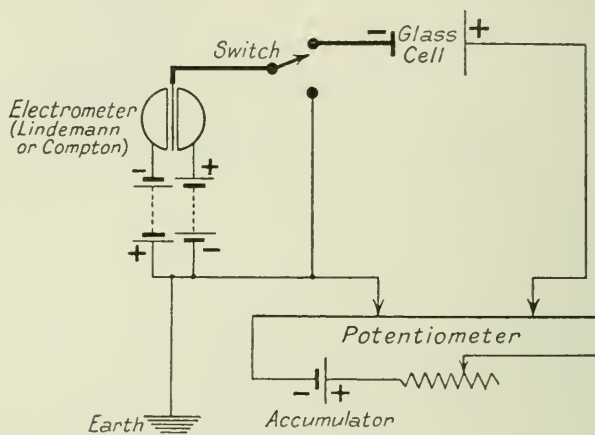 Switch
−
Glass
Cell
+
Electrometer
(Lindemann
or Compton)
−
+
+
−
Potentiometer
−
+
Accumulator
Earth